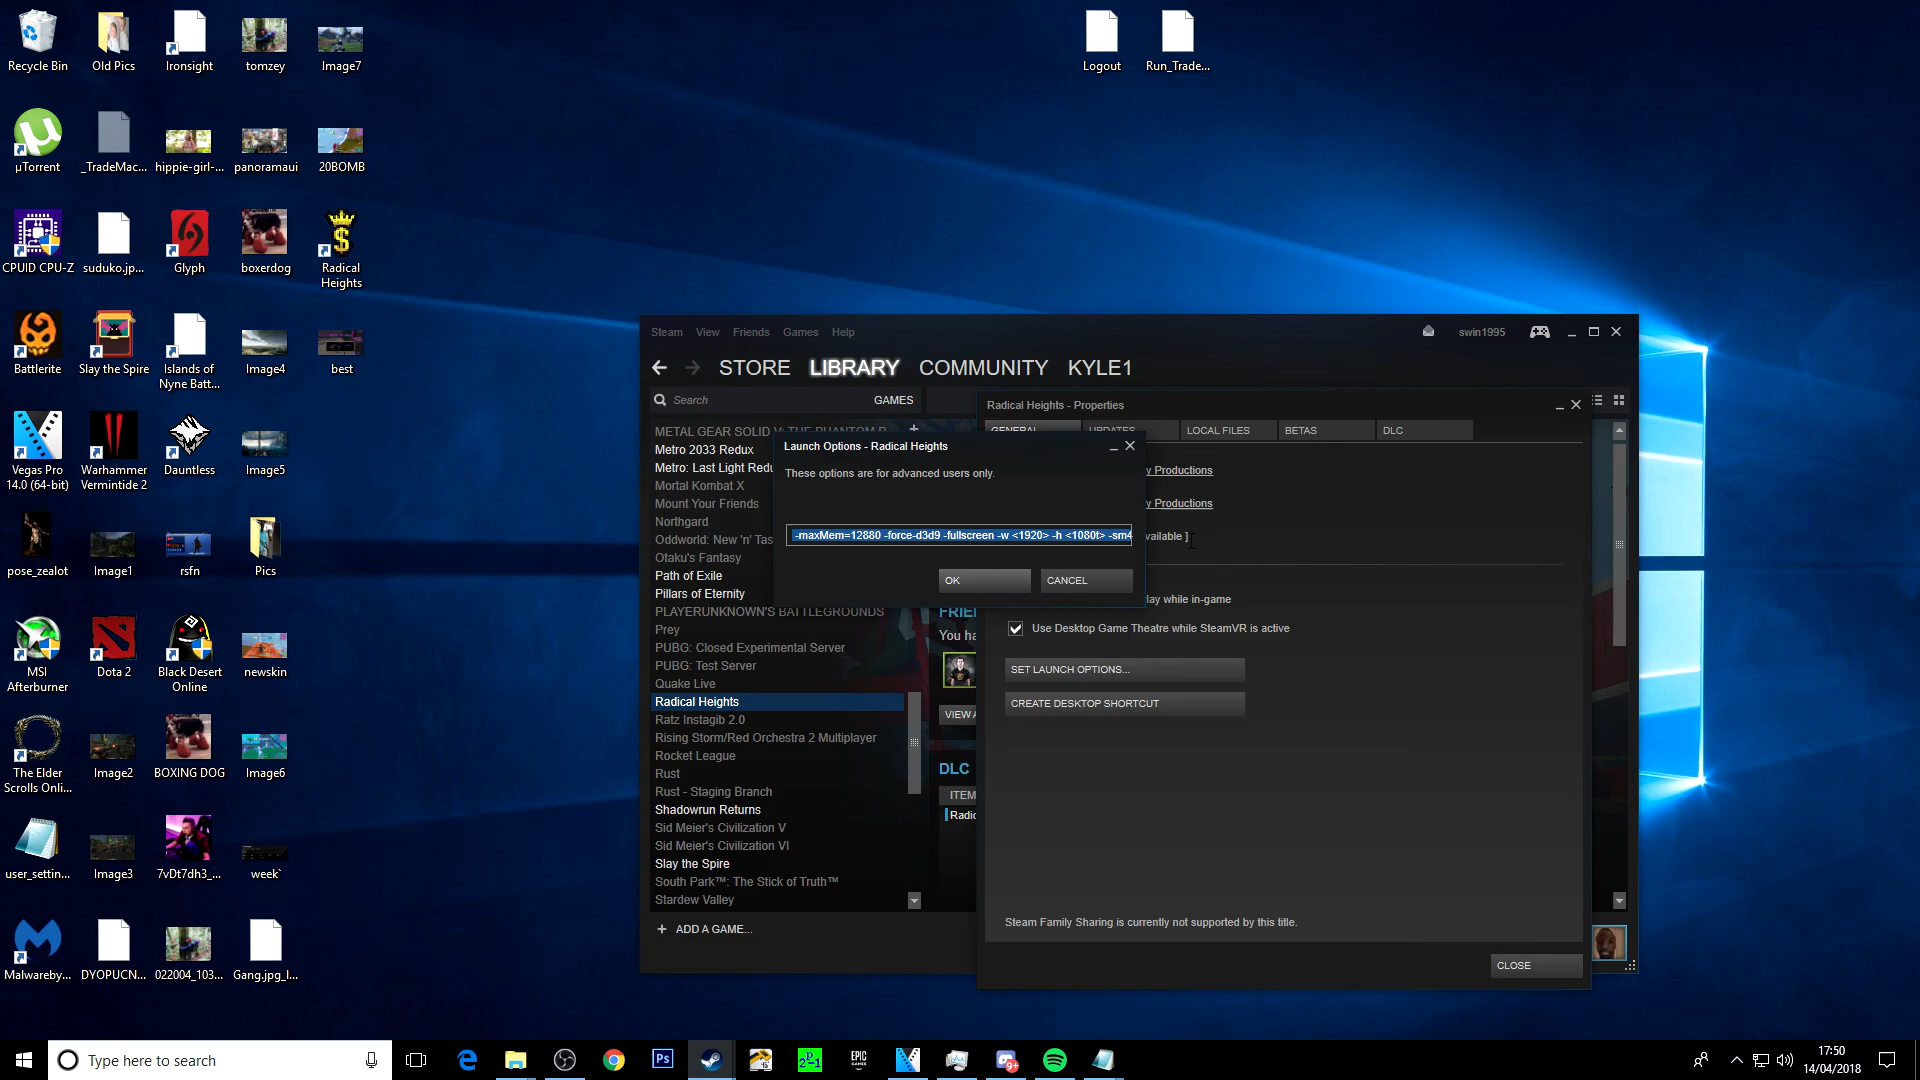 Recycle Bin
Old Pics
Ironsight
tomzey
Image7
Logout
Run_Trade...
µTorrent
_TradeMac...
hippie-girl-...
panoramaui
20BOMB
CPUID CPU-Z
suduko.jp...
Glyph
boxerdog
Radical
Heights
Battlerite
Slay the Spire
Islands of
Nyne Batt...
Image4
best
Vegas Pro
14.0 (64-bit)
Warhammer
Vermintide 2
Dauntless
Image5
pose_zealot
Image1
rsfn
Pics
MSI
Afterburner
Dota 2
Black Desert
Online
newskin
The Elder
Scrolls Onli...
Image2
BOXING DOG
Image6
user_settin...
Image3
7vDt7dh3_...
week`
Malwareby...
DYOPUCN...
022004_103...
Gang.jpg_l...
Steam View Friends Games Help
swin1995
STORE LIBRARY COMMUNITY KYLE1
Search
GAMES
METAL GEAR SOLID V: THE PHANTOM P
Metro 2033 Redux
Metro: Last Light Redu
Mortal Kombat X
Mount Your Friends
Northgard
Oddworld: New 'n' Tas
Otaku's Fantasy
Path of Exile
Pillars of Eternity
PLAYERUNKNOWN'S BATTLEGROUNDS
Prey
PUBG: Closed Experimental Server
PUBG: Test Server
Quake Live
Radical Heights
Ratz Instagib 2.0
Rising Storm/Red Orchestra 2 Multiplayer
Rocket League
Rust
Rust - Staging Branch
Shadowrun Returns
Sid Meier's Civilization V
Sid Meier's Civilization VI
Slay the Spire
South Park™: The Stick of Truth™
Stardew Valley
+ ADD A GAME...
FRIE
You ha
VIEW A
DLC
ITEM
Radic
Radical Heights - Properties
GENERAL UPDATES LOCAL FILES BETAS DLC
y Productions
y Productions
vailable ]
lay while in-game
Use Desktop Game Theatre while SteamVR is active
SET LAUNCH OPTIONS...
CREATE DESKTOP SHORTCUT
Steam Family Sharing is currently not supported by this title.
CLOSE
Launch Options - Radical Heights
These options are for advanced users only.
-maxMem=12880 -force-d3d9 -fullscreen -w <1920> -h <1080t> -sm4
OK
CANCEL
Type here to search
Ps
EPIC
GAMES
9+
17:50
14/04/2018